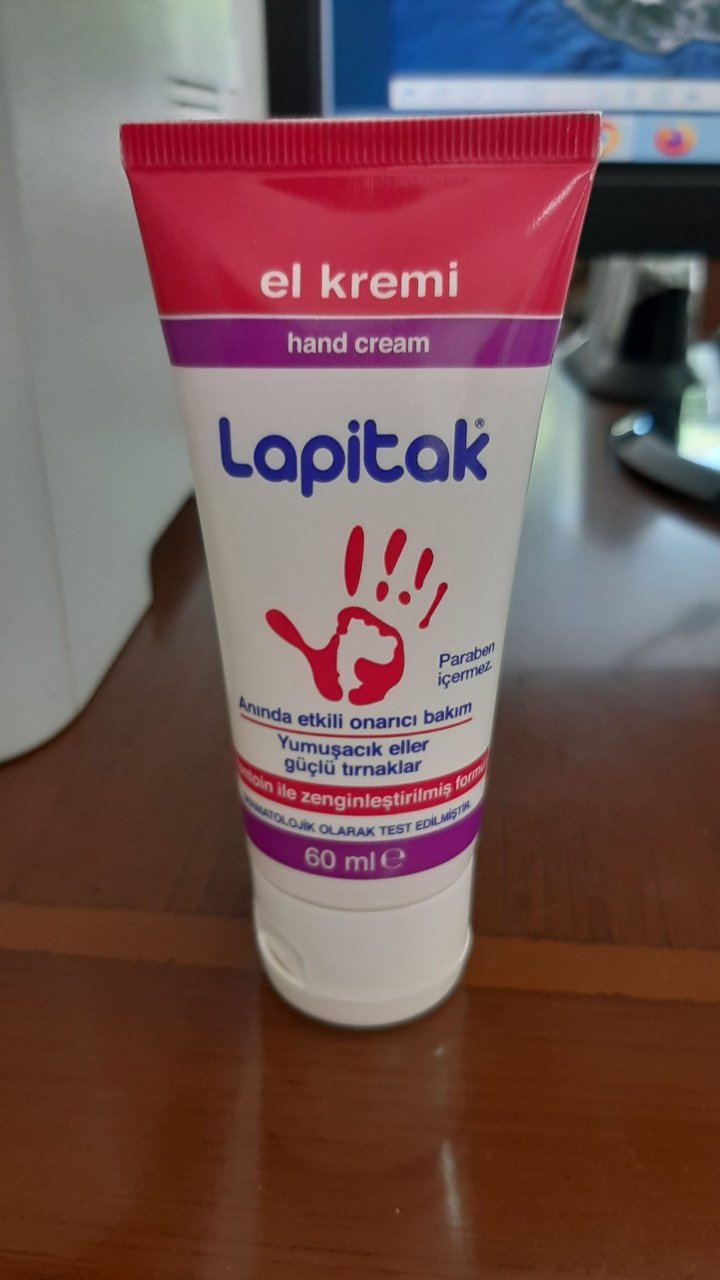 el kremi
hand cream
Lapitak®
Paraben
içermez.
Anında etkili onarıcı bakım
Yumuşacık eller
güçlü tırnaklar
ile zenginleştirilmiş
OLARAK TEST EDİLMİŞTİR.
60 ml ℮